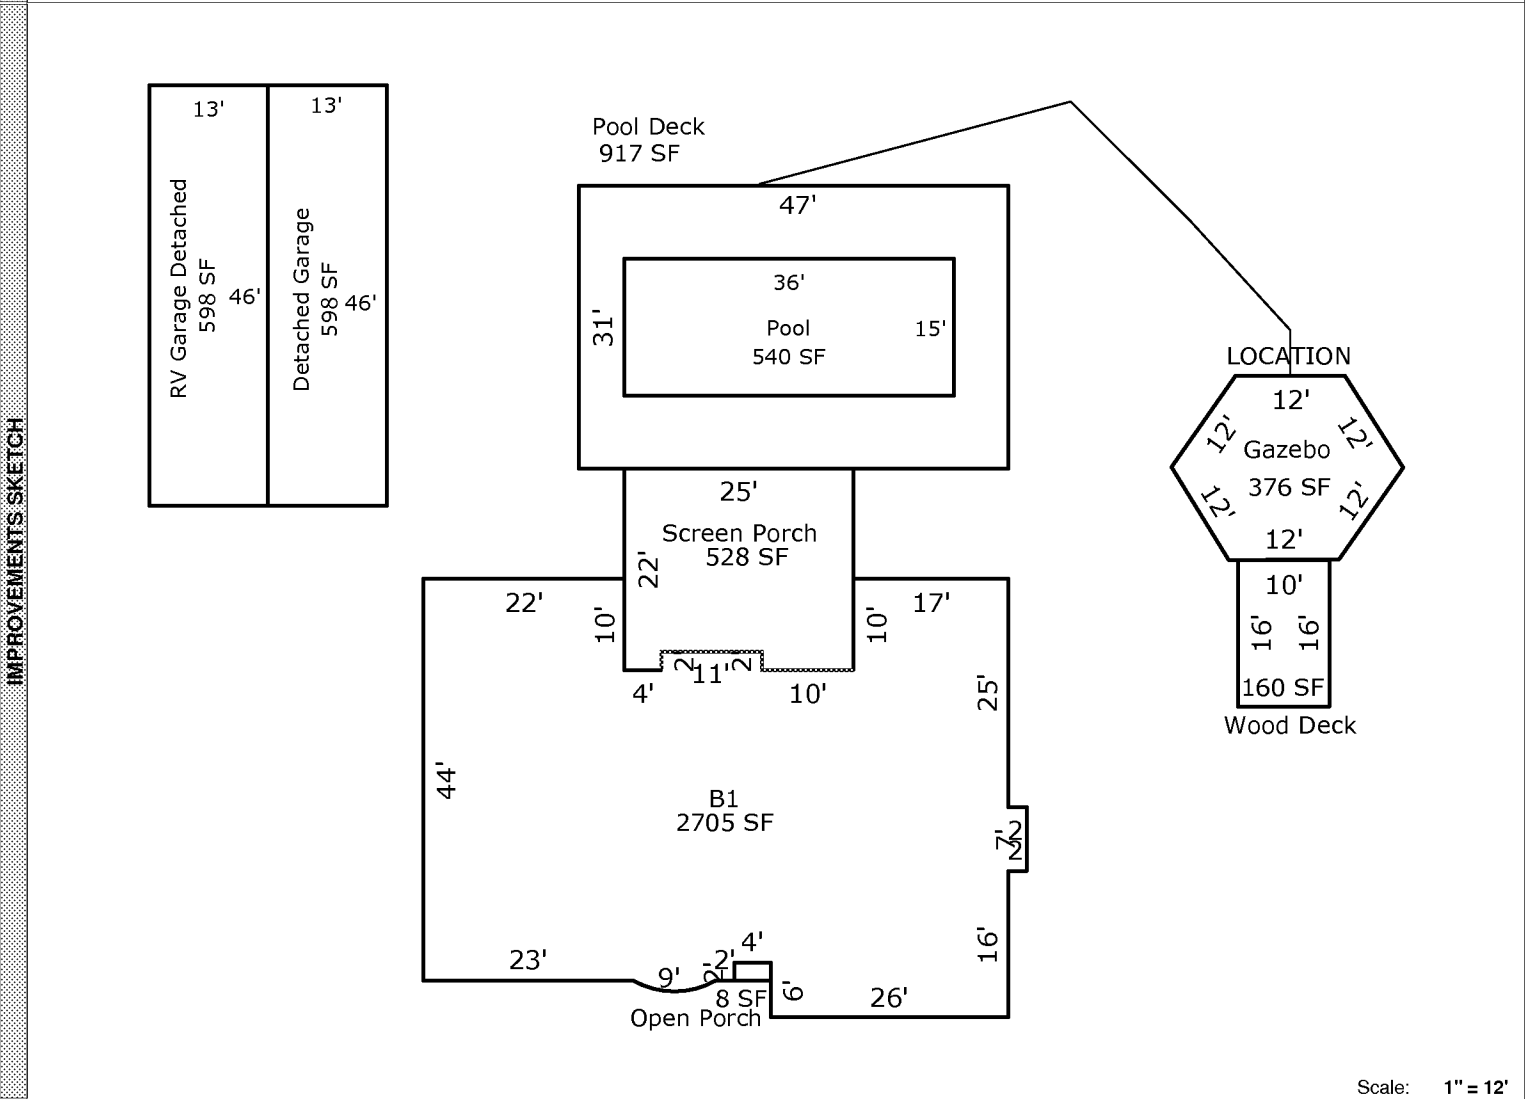 IMPROVEMENTS SKETCH
13'
RV Garage Detached
598 SF
46'
13'
Detached Garage
598 SF
46'
Pool Deck
917 SF
47'
31'
36'
Pool
15'
540 SF
25'
Screen Porch
528 SF
22'
22'
10'
10'
17'
2'
2'
11'
4'
10'
25'
44'
B1
2705 SF
2'
7'
2'
16'
23'
9'
2'
2'
4'
8 SF
Open Porch
6'
26'
LOCATION
12'
12'
12'
Gazebo
376 SF
12'
12'
12'
10'
16'
16'
160 SF
Wood Deck
Scale: 1" = 12'